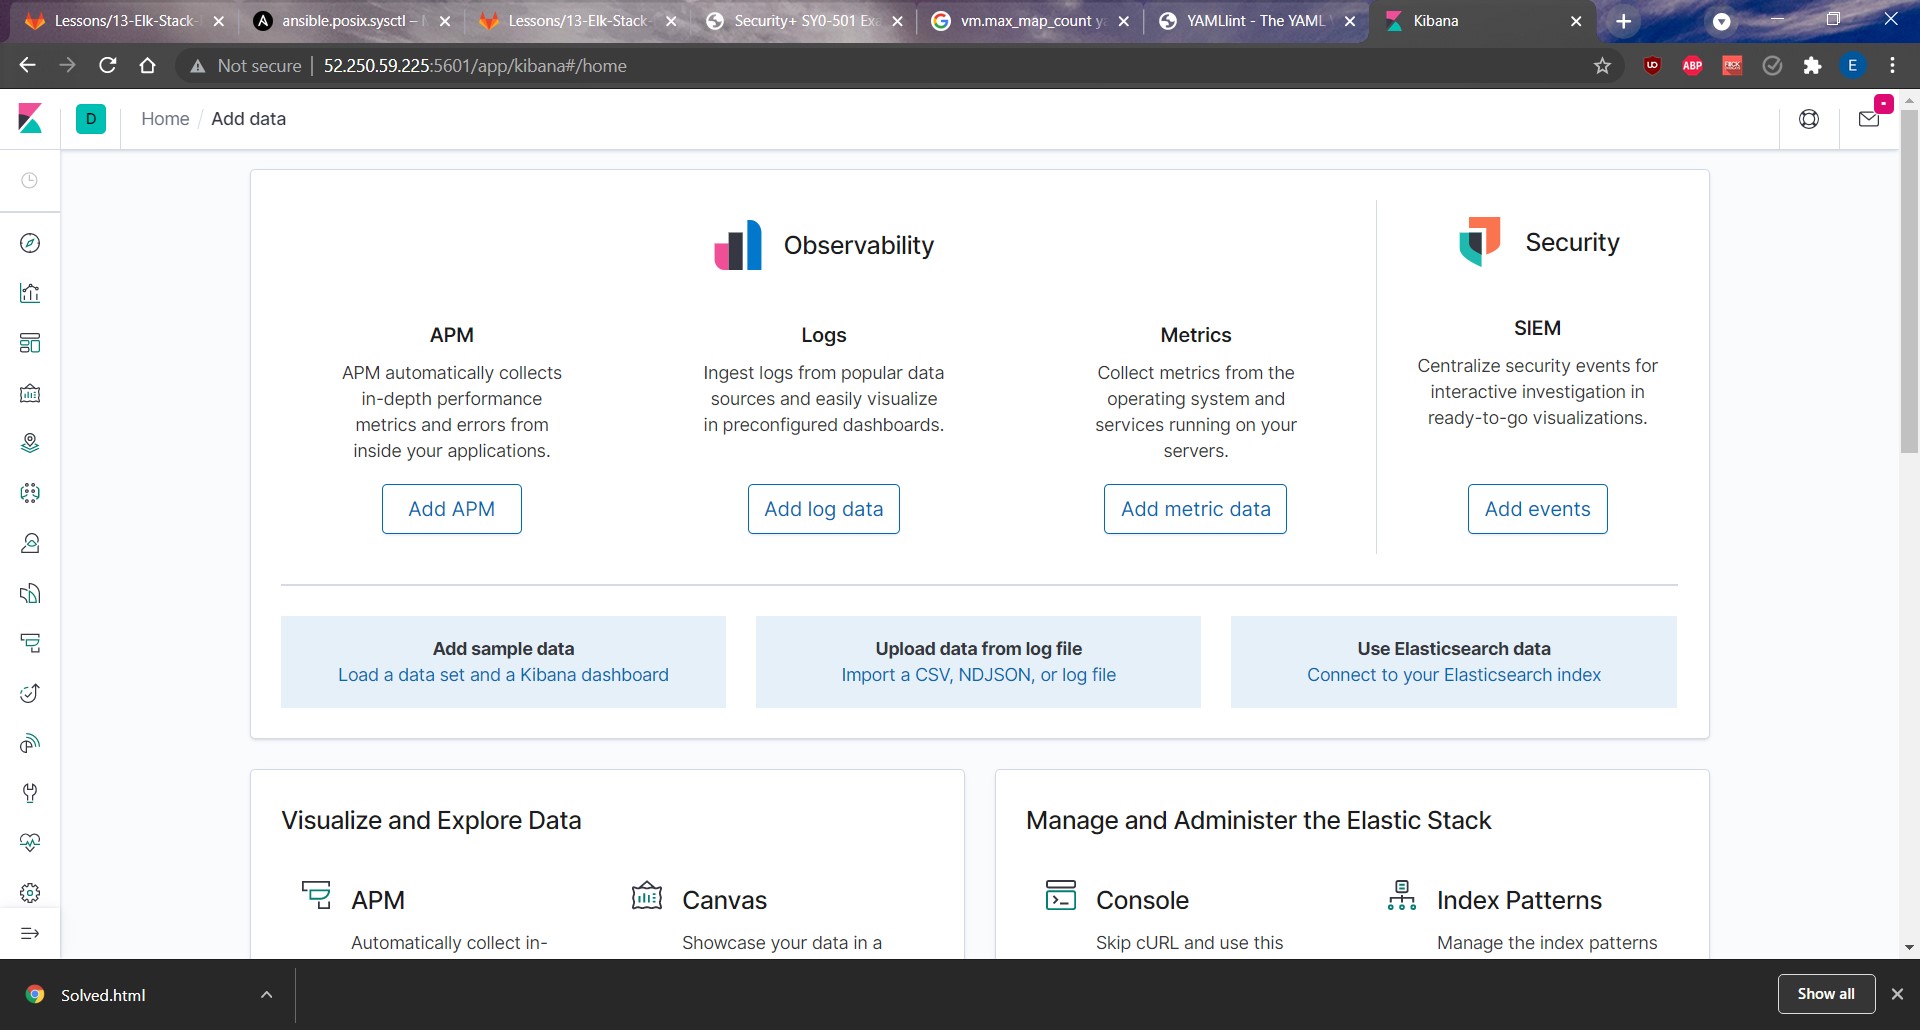 Lessons/13-Elk-Stack-
ansible.posix.sysctl –
Lessons/13-Elk-Stack-
Security+ SY0-501 Exa
vm.max_map_count y
YAMLlint - The YAML
Kibana
Not secure
52.250.59.225:5601/app/kibana#/home
ABP
E
D
Home / Add data
Observability
Security
APM
APM automatically collects
in-depth performance
metrics and errors from
inside your applications.
Add APM
Logs
Ingest logs from popular data
sources and easily visualize
in preconfigured dashboards.
Add log data
Metrics
Collect metrics from the
operating system and
services running on your
servers.
Add metric data
SIEM
Centralize security events for
interactive investigation in
ready-to-go visualizations.
Add events
Add sample data
Load a data set and a Kibana dashboard
Upload data from log file
Import a CSV, NDJSON, or log file
Use Elasticsearch data
Connect to your Elasticsearch index
Visualize and Explore Data
APM
Automatically collect in-
Canvas
Showcase your data in a
Manage and Administer the Elastic Stack
Console
Skip cURL and use this
Index Patterns
Manage the index patterns
Solved.html
Show all